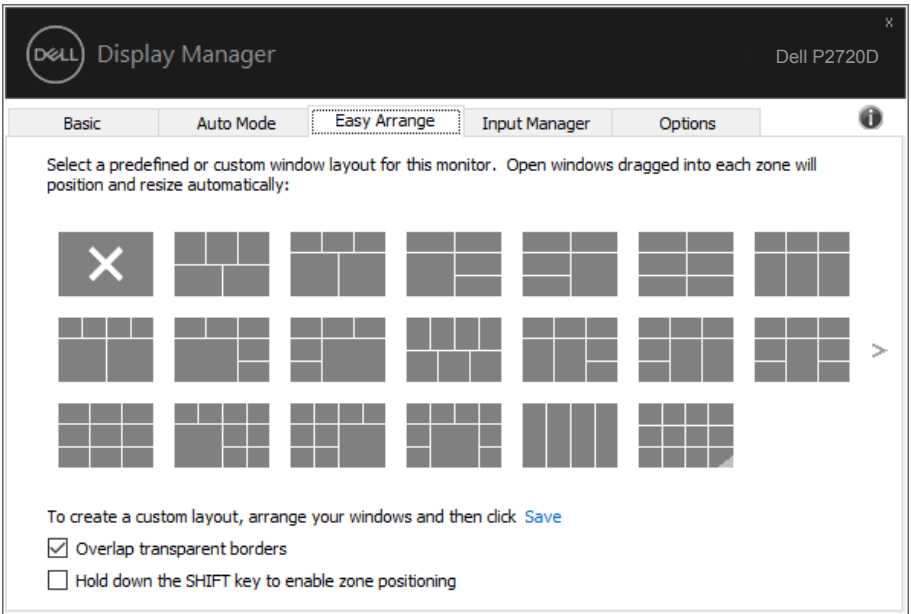 x
DELL Display Manager
Dell P2720D
Basic Auto Mode Easy Arrange Input Manager Options
Select a predefined or custom window layout for this monitor. Open windows dragged into each zone will
position and resize automatically:
>
To create a custom layout, arrange your windows and then click Save
Overlap transparent borders
Hold down the SHIFT key to enable zone positioning